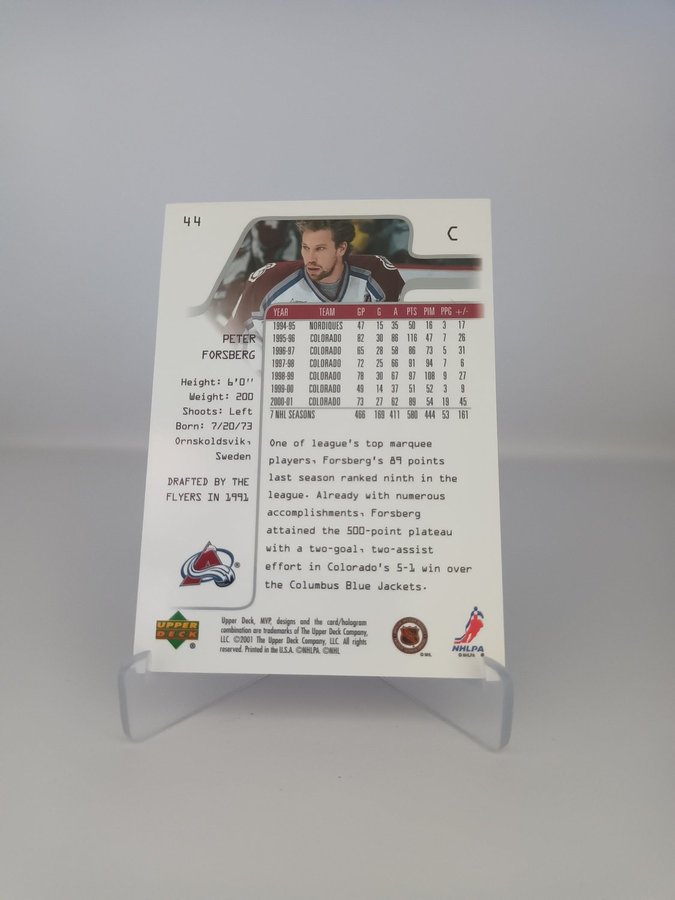 44
C
YEAR TEAM GP G A PTS PIM PPG +/-
1994-95 NORDIQUES 47 15 35 50 16 3 17
1995-96 COLORADO 82 30 86 116 47 7 26
1996-97 COLORADO 65 28 58 86 73 5 31
1997-98 COLORADO 72 25 66 91 94 7 6
1998-99 COLORADO 78 30 67 97 108 9 27
1999-00 COLORADO 49 14 37 51 52 3 9
2000-01 COLORADO 73 27 62 89 54 19 45
7 NHL SEASONS 466 169 411 580 444 53 161
PETER
FORSBERG
Height: 6'0"
Weight: 200
Shoots: Left
Born: 7/20/73
Ornskoldsvik,
Sweden
DRAFTED BY THE
FLYERS IN 1991
One of league's top marquee
players, Forsberg's 89 points
last season ranked ninth in the
league. Already with numerous
accomplishments, Forsberg
attained the 500-point plateau
with a two-goal, two-assist
effort in Colorado's 5-1 win over
the Columbus Blue Jackets.
UPPER
DECK
®
Upper Deck, MVP, designs and the card/hologram
combination are trademarks of The Upper Deck Company,
LLC. ©2001 The Upper Deck Company, LLC. All rights
reserved. Printed in the U.S.A. ©NHLPA. ©NHL
NHLPA